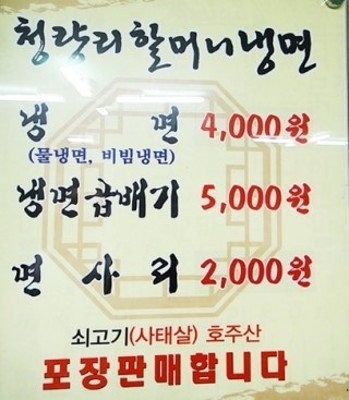 청량리할머니냉면
냉 면 4,000원
(물냉면, 비빔냉면)
냉면곱배기 5,000원
면 사 리 2,000원
쇠고기(사태살) 호주산
포장판매합니다